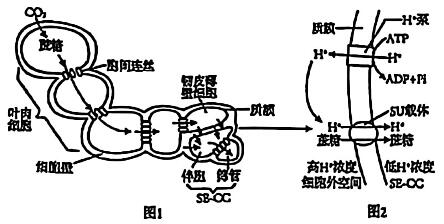 CO₂
蔗糖
胞间连丝
叶肉
细胞
细胞壁
韧皮薄
壁细胞
质膜
伴胞
筛管
SE-CC
图1
质膜
H⁺泵
ATP
H⁺
H⁺
ADP+Pi
SU载体
H⁺
H⁺
蔗糖
蔗糖
高H⁺浓度
细胞外空间
低H⁺浓度
SE-CC
图2